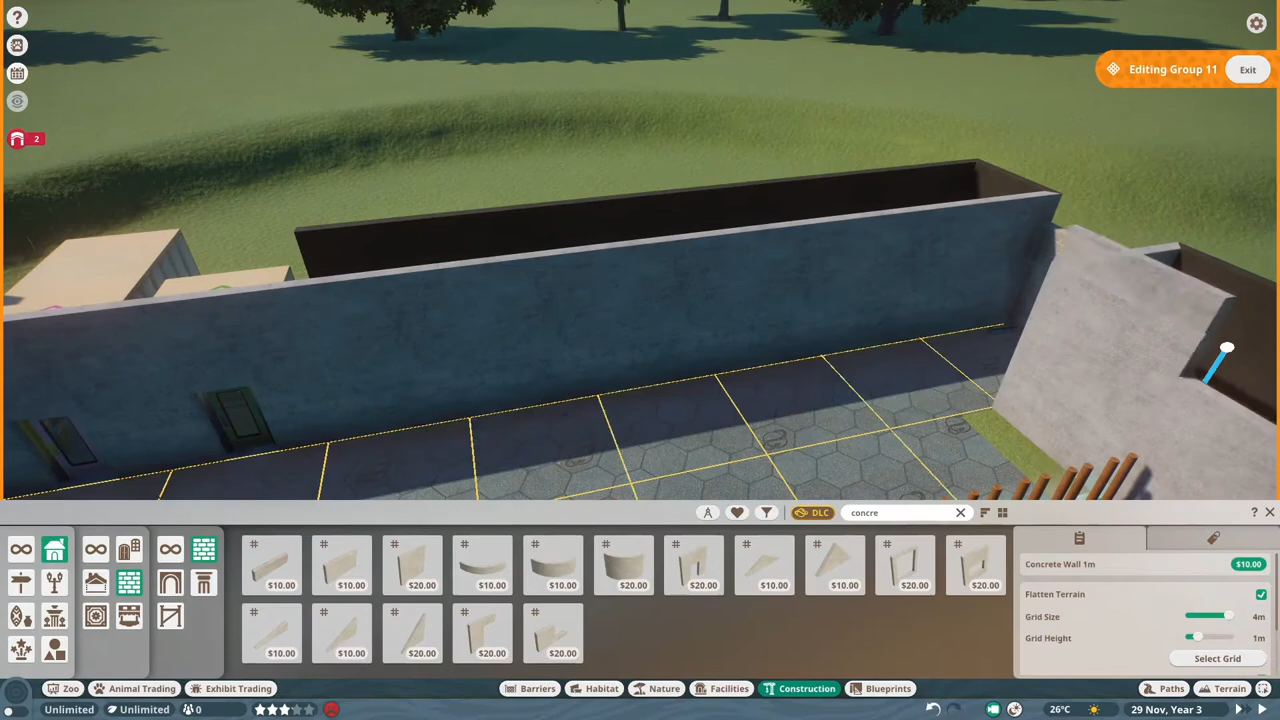 ?
Editing Group 11
Exit
2
DLC
concre
?
$10.00
$10.00
$20.00
$10.00
$10.00
$20.00
$20.00
$10.00
$10.00
$20.00
$20.00
$10.00
$10.00
$20.00
$20.00
$20.00
Concrete Wall 1m
$10.00
Flatten Terrain
Grid Size
4m
Grid Height
1m
Select Grid
Zoo
Animal Trading
Exhibit Trading
Barriers
Habitat
Nature
Facilities
Construction
Blueprints
Paths
Terrain
Unlimited
Unlimited
0
26°C
29 Nov, Year 3